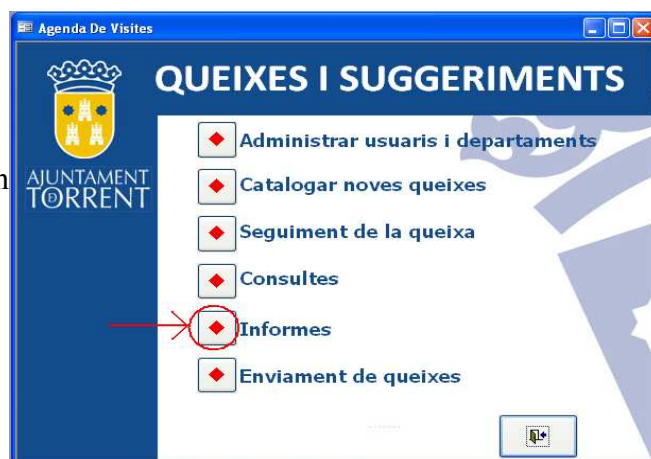 Agenda De Visites
QUEIXES I SUGGERIMENTS
AJUNTAMENT
DE
TORRENT
Administrar usuaris i departaments
Catalogar noves queixes
Seguiment de la queixa
Consultes
Informes
Enviament de queixes